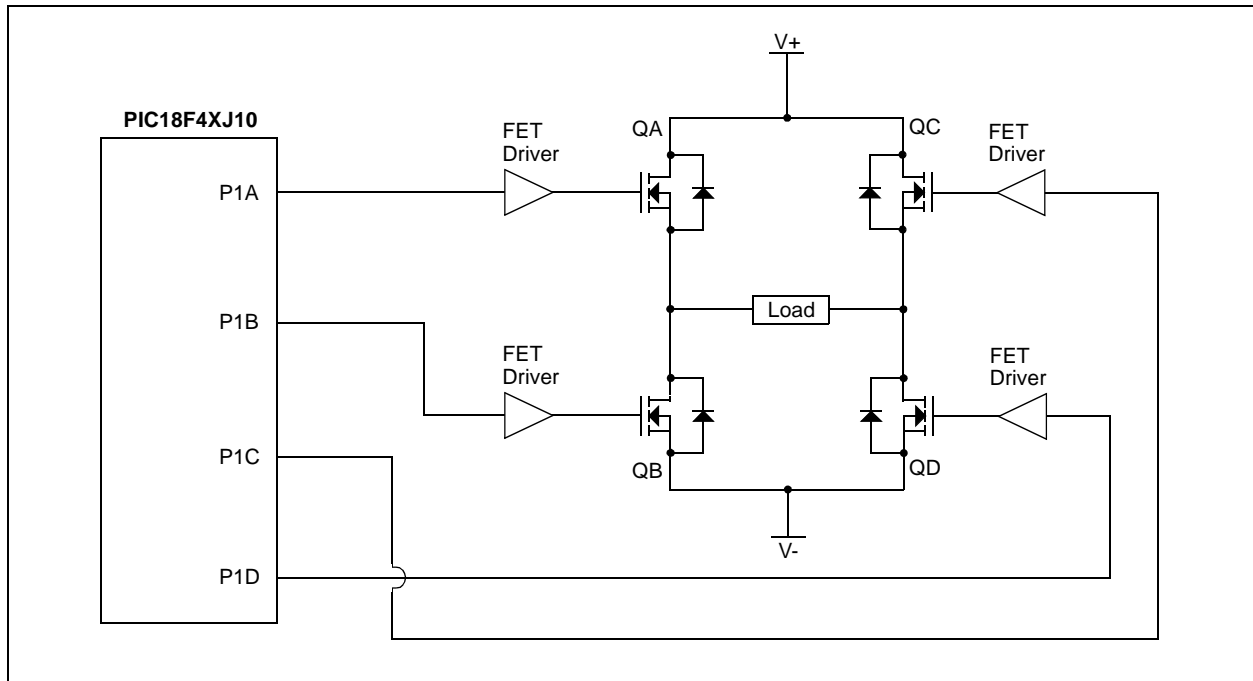 V+
PIC18F4XJ10
FET
Driver
QA
QC
FET
Driver
P1A
P1B
Load
FET
Driver
FET
Driver
P1C
QB
QD
V-
P1D